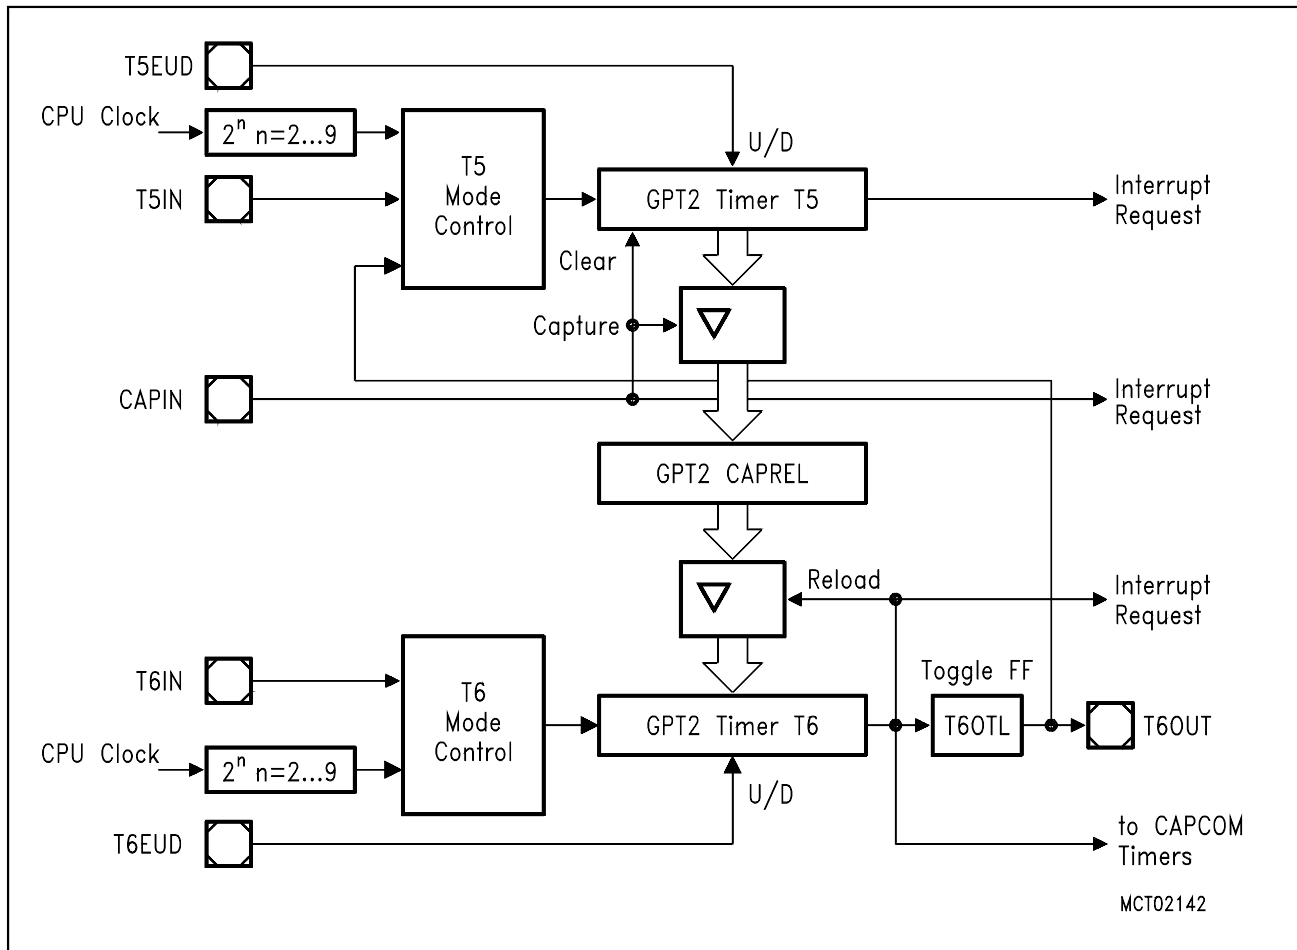 T5EUD
CPU Clock
2^n n=2...9
U/D
T5IN
T5
Mode
Control
GPT2 Timer T5
Interrupt
Request
Clear
Capture
CAPIN
Interrupt
Request
GPT2 CAPREL
Reload
Interrupt
Request
T6IN
T6
Mode
Control
Toggle FF
GPT2 Timer T6
T6OTL
T6OUT
CPU Clock
2^n n=2...9
U/D
T6EUD
to CAPCOM
Timers
MCT02142